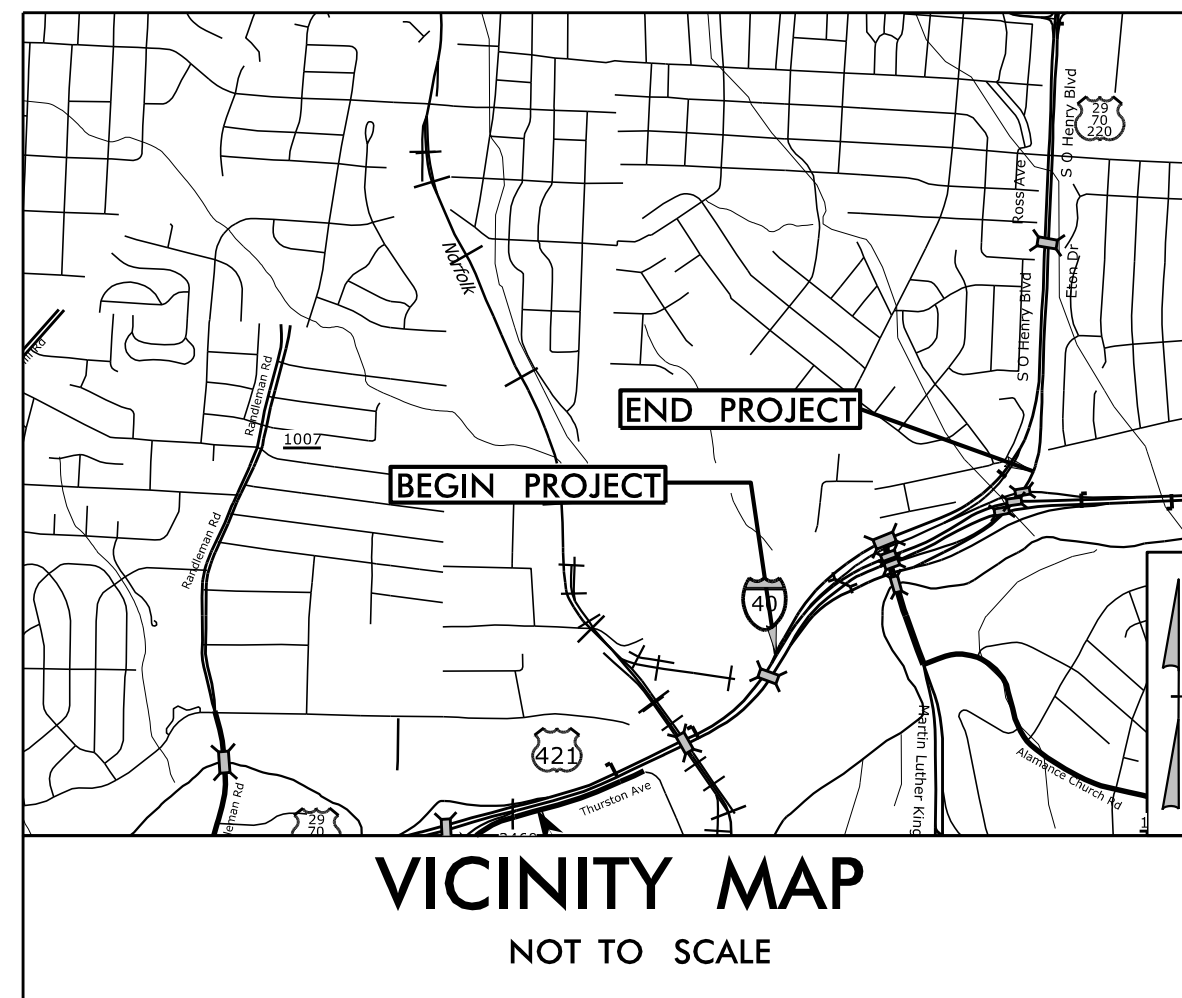 S O Henry Blvd
29
70
220
Ross Ave
Norfolk
Eton Dr
S O Henry Blvd
Randleman Rd
1007
END PROJECT
BEGIN PROJECT
Randleman Rd
40
421
Martin Luther King
Alamance Church Rd
Thurston Ave
29
70
VICINITY MAP
NOT TO SCALE